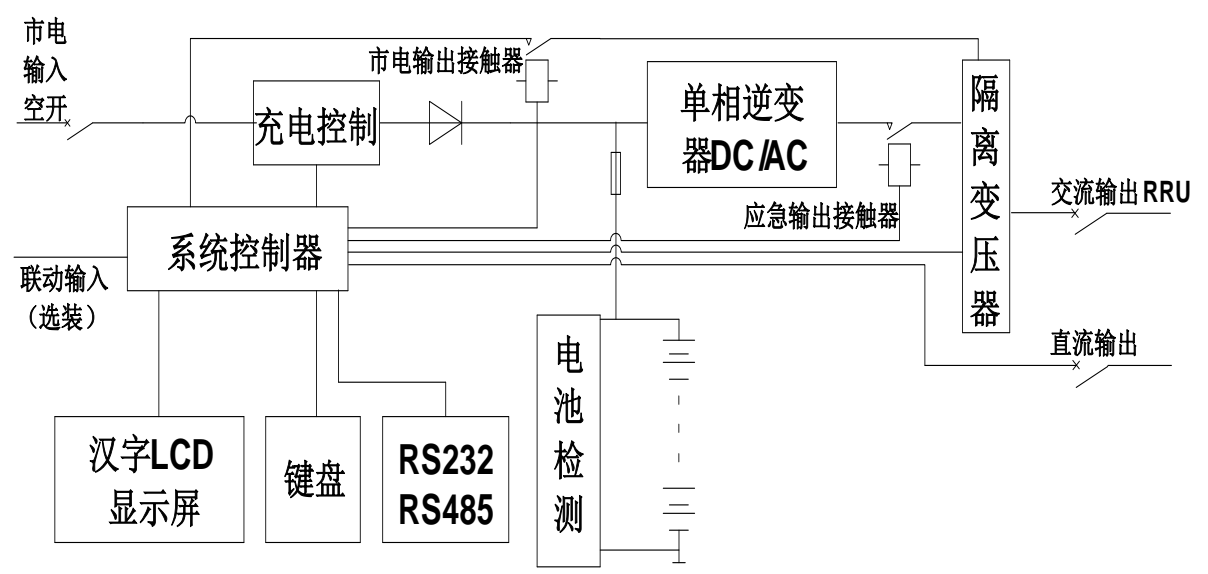 市电
输入
空开
市电输出接触器
充电控制
单相逆变
器DC/AC
隔
离
变
压
器
应急输出接触器
交流输出RRU
系统控制器
联动输入
（选装）
直流输出
电
池
检
测
汉字LCD
显示屏
键盘
RS232
RS485